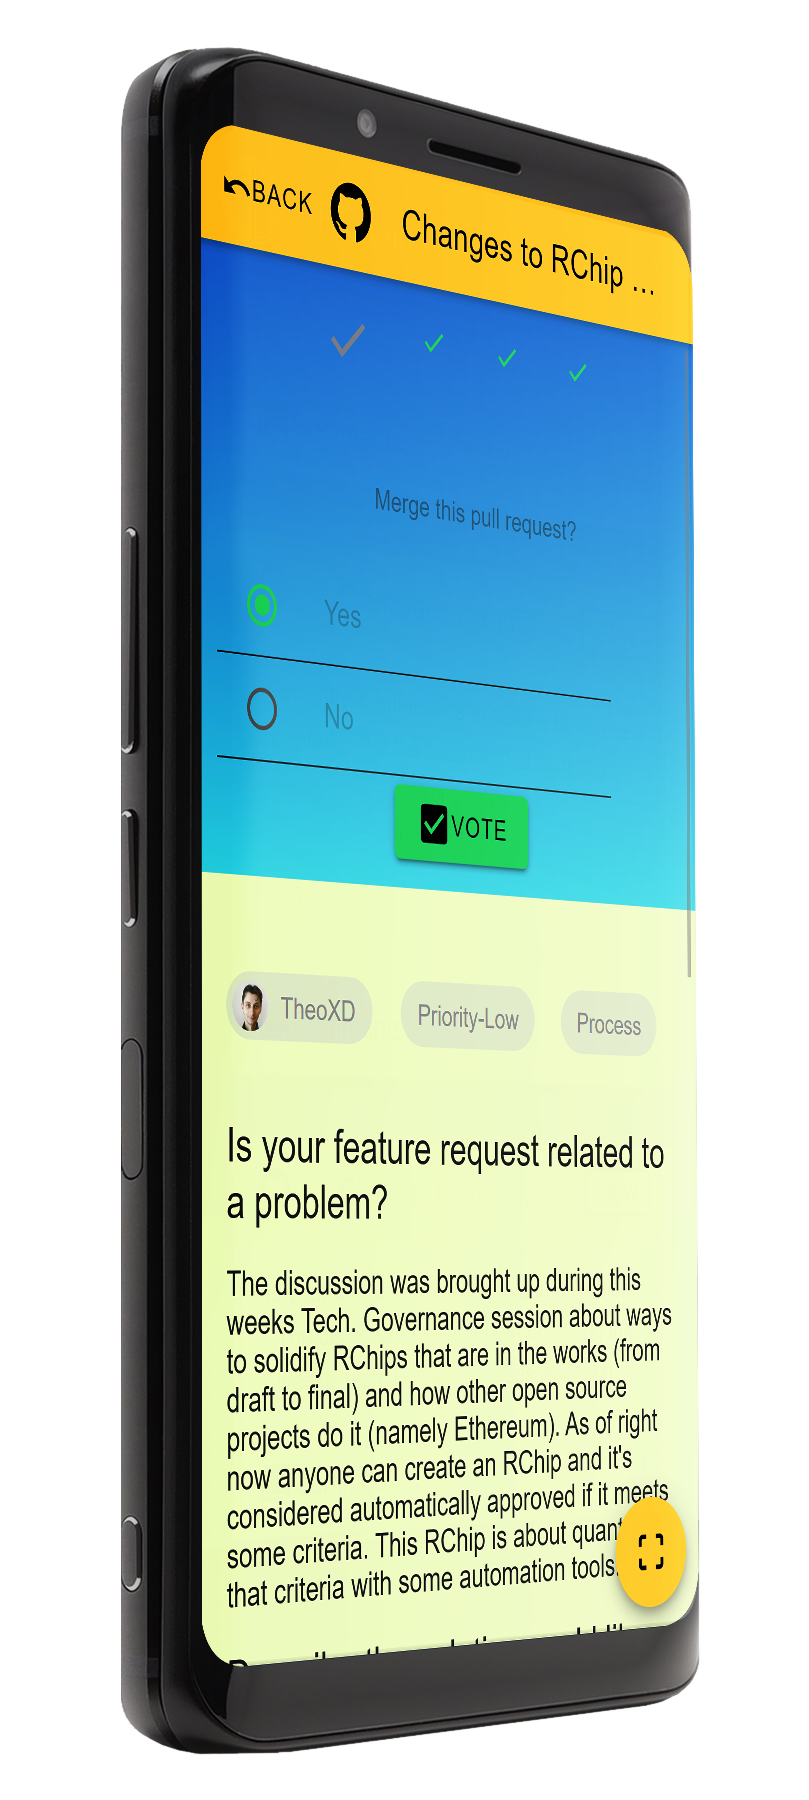 BACK
Changes to RChip ...
Merge this pull request?
Yes
No
VOTE
TheoXD
Priority-Low
Process
Is your feature request related to
a problem?
The discussion was brought up during this
weeks Tech. Governance session about ways
to solidify RChips that are in the works (from
draft to final) and how other open source
projects do it (namely Ethereum). As of right
now anyone can create an RChip and it's
considered automatically approved if it meets
some criteria. This RChip is about
that criteria with some automation tools.